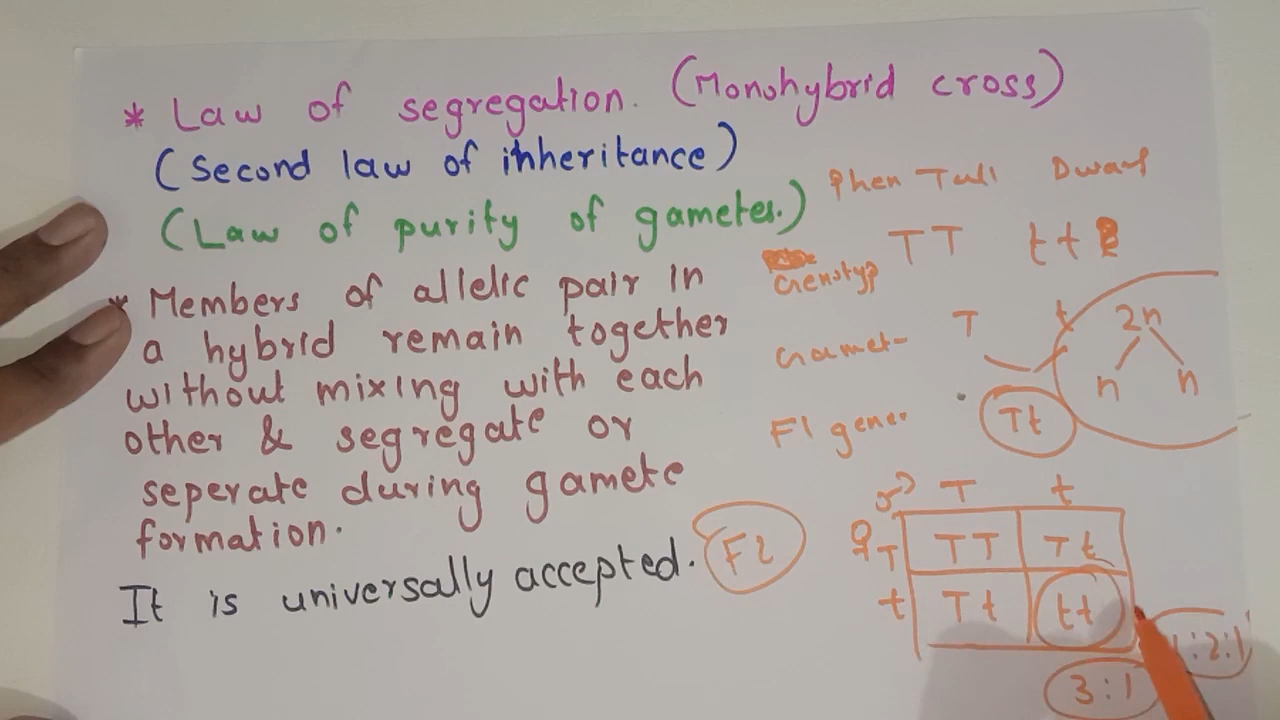 * Law of segregation. (Monohybrid cross)
(Second law of inheritance)
(Law of purity of gametes.)
* Members of allelic pair in
a hybrid remain together
without mixing with each
other & segregate or
seperate during gamete
formation.
It is universally accepted.
Phen Tall Dwarf
Genotyp TT tt
Gamet- T t
2n
n n
F1 gener Tt
F2
♂ T t
♀ T TT Tt
t Tt tt
1:2:1
3:1